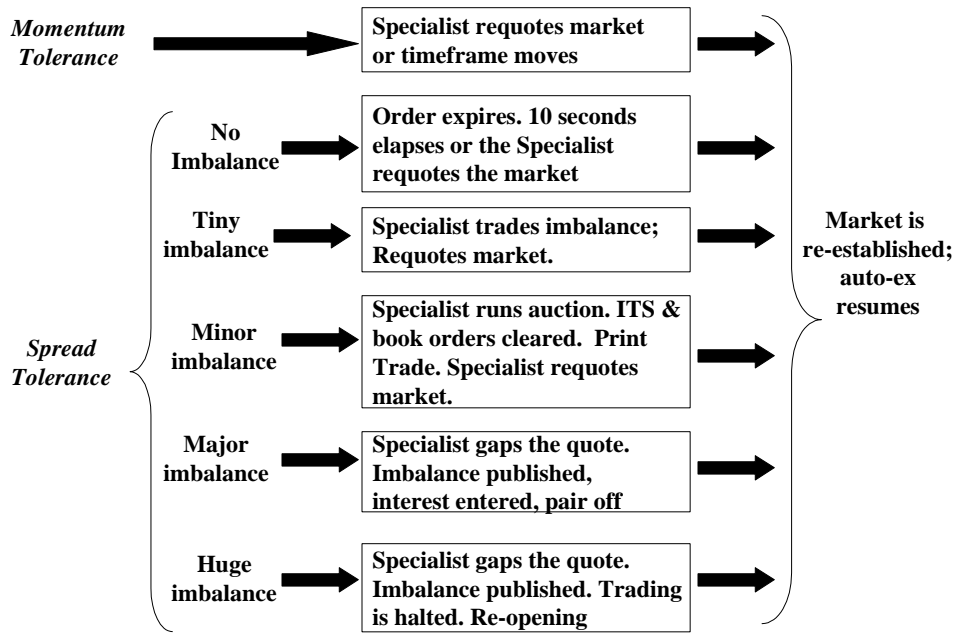 Momentum
Tolerance
Specialist requotes market
or timeframe moves
No
Imbalance
Order expires. 10 seconds
elapses or the Specialist
requotes the market
Tiny
imbalance
Specialist trades imbalance;
Requotes market.
Spread
Tolerance
Minor
imbalance
Specialist runs auction. ITS &
book orders cleared.  Print
Trade. Specialist requotes
market.
Major
imbalance
Specialist gaps the quote.
Imbalance published,
interest entered, pair off
Huge
imbalance
Specialist gaps the quote.
Imbalance published. Trading
is halted. Re-opening
Market is
re-established;
auto-ex
resumes